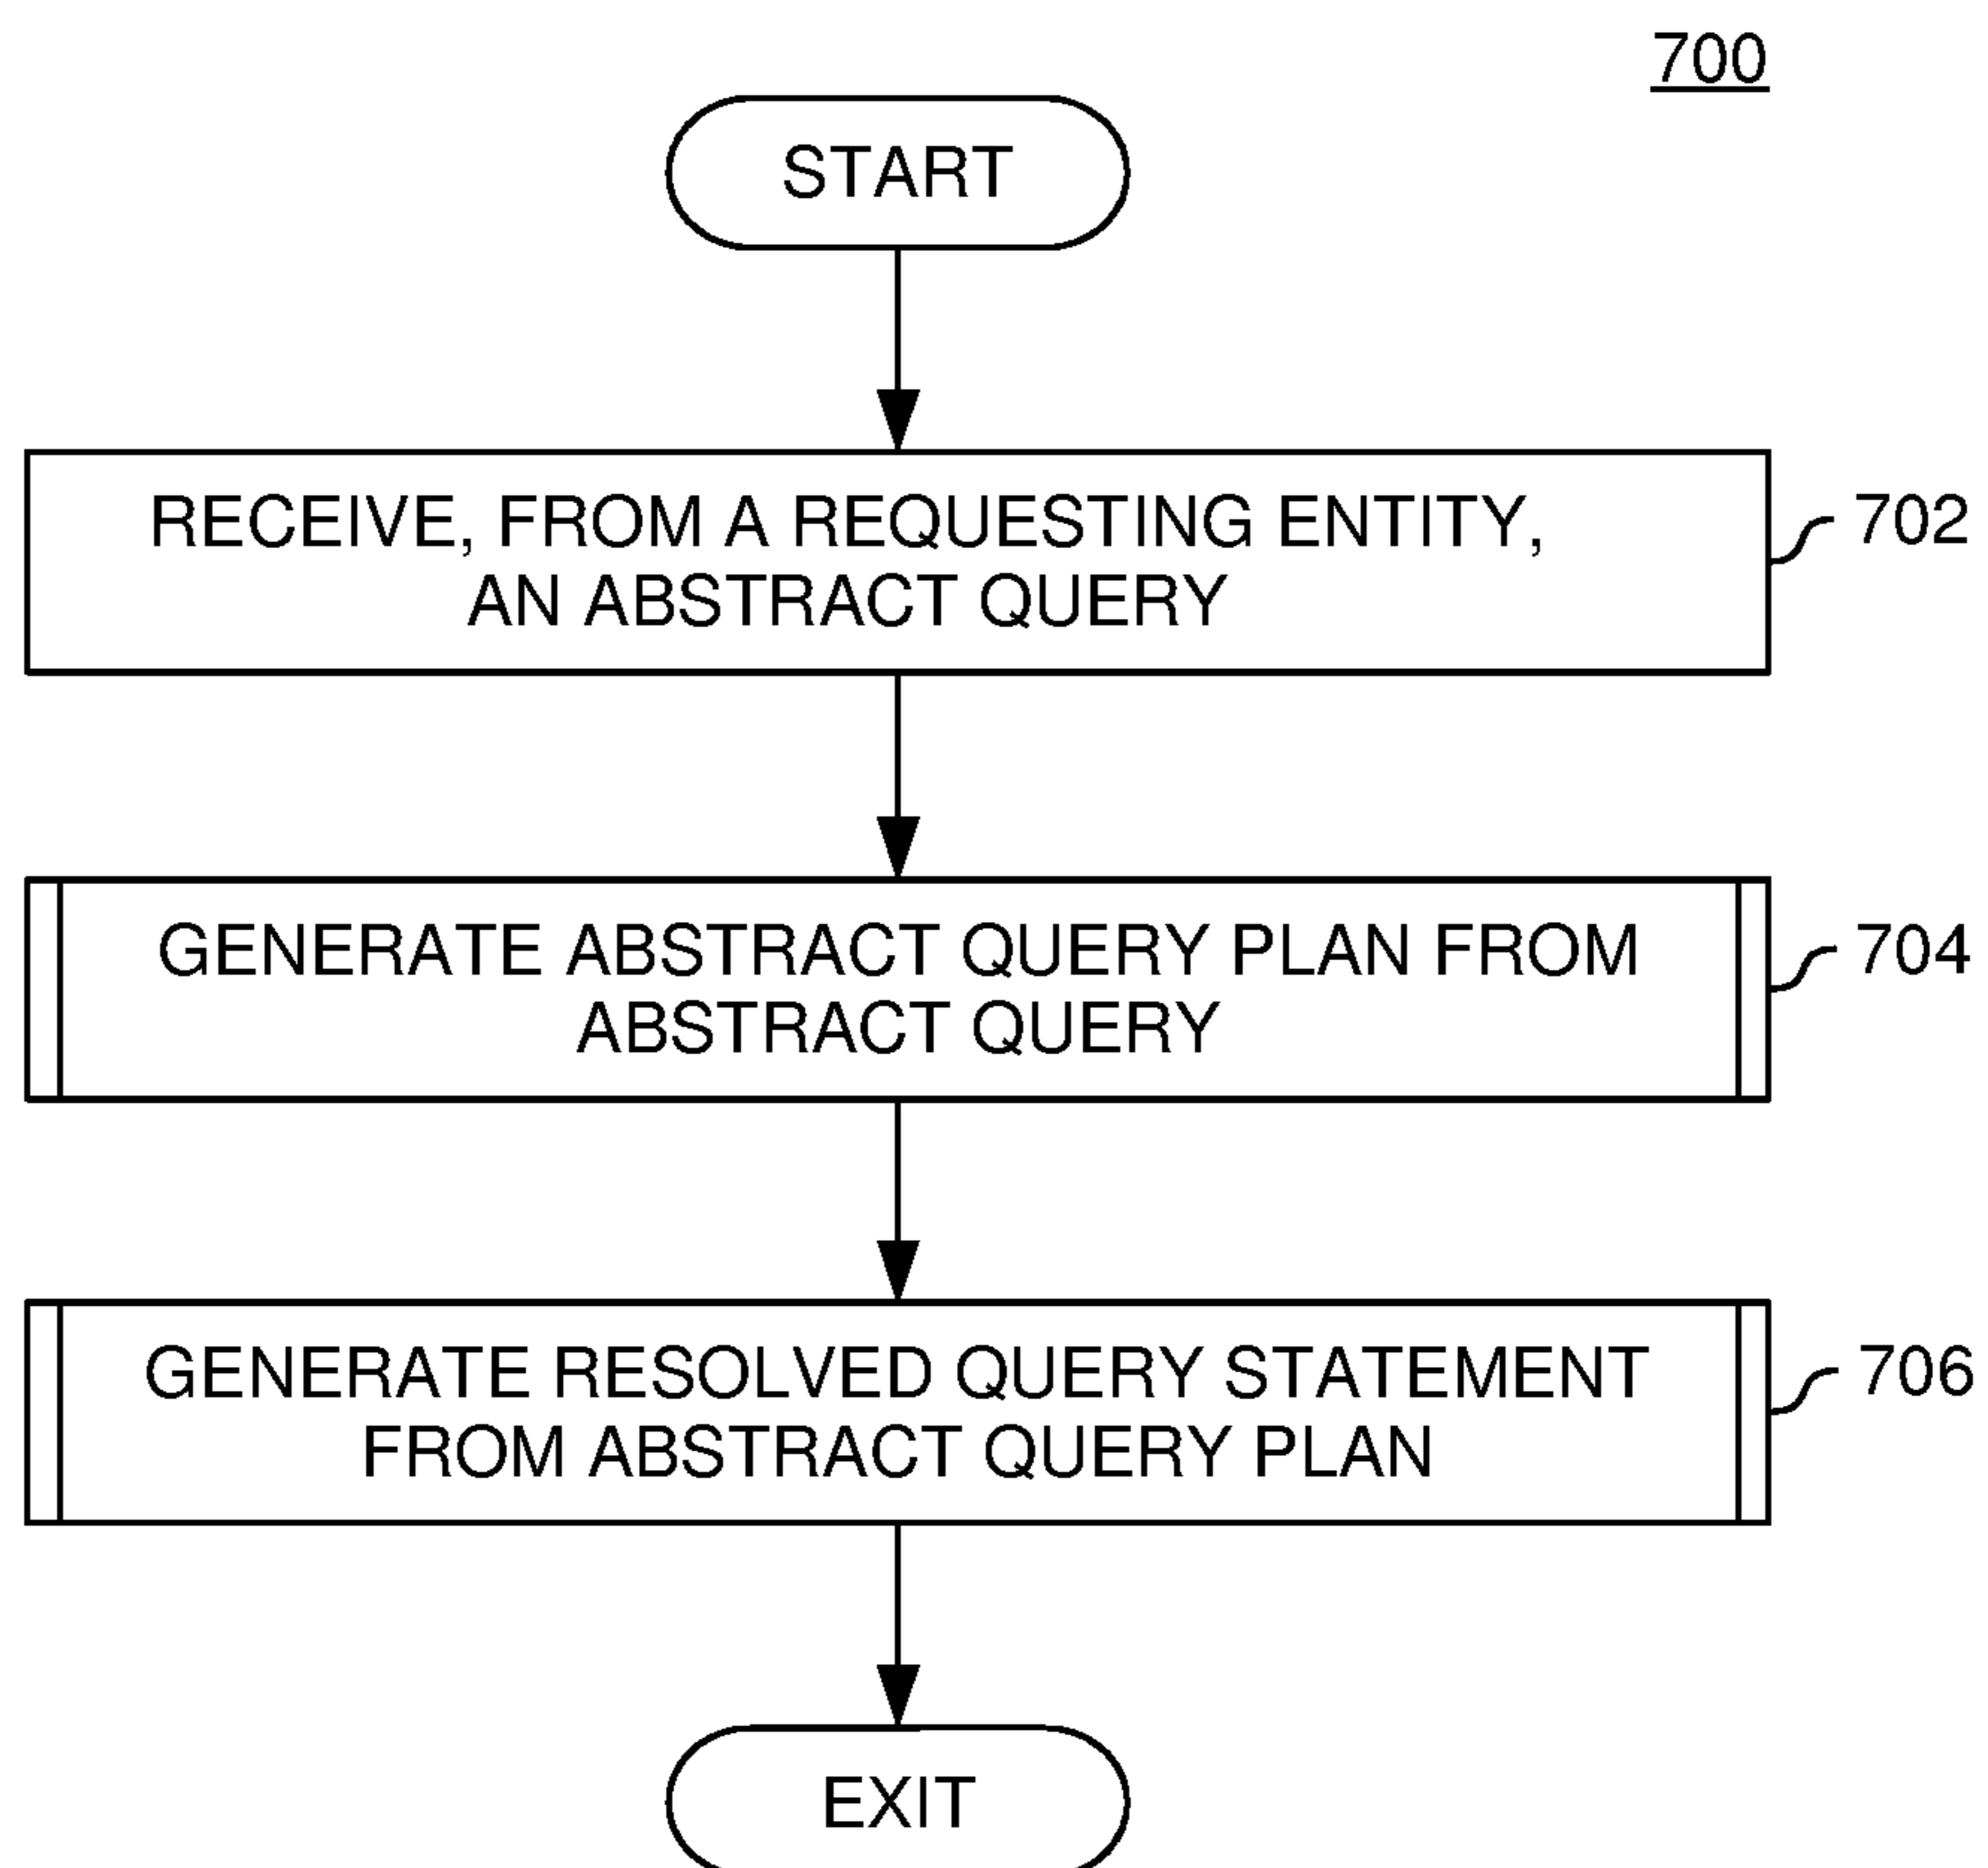 700
START
RECEIVE, FROM A REQUESTING ENTITY,
AN ABSTRACT QUERY
702
GENERATE ABSTRACT QUERY PLAN FROM
ABSTRACT QUERY
704
GENERATE RESOLVED QUERY STATEMENT
FROM ABSTRACT QUERY PLAN
706
EXIT